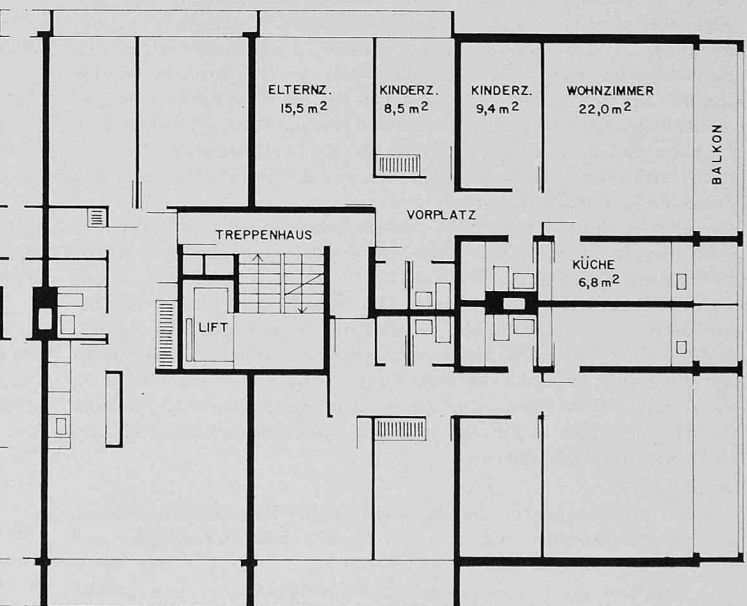 ELTERNZ.
15,5 m²
KINDERZ.
8,5 m²
KINDERZ.
9,4 m²
WOHNZIMMER
22,0 m²
BALKON
VORPLATZ
TREPPENHAUS
KÜCHE
6,8 m²
LIFT